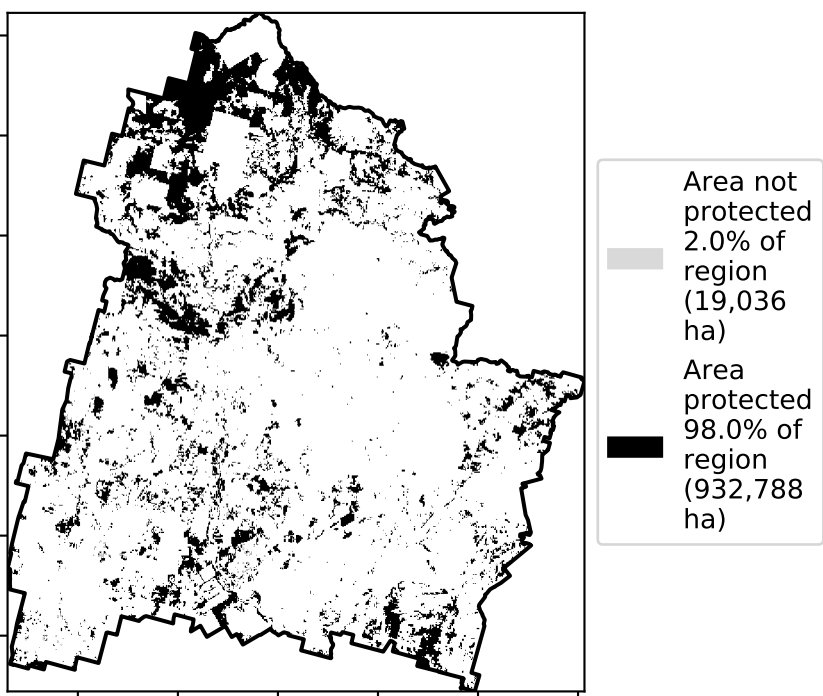 Area not
protected
2.0% of
region
(19,036
ha)
Area
protected
98.0% of
region
(932,788
ha)